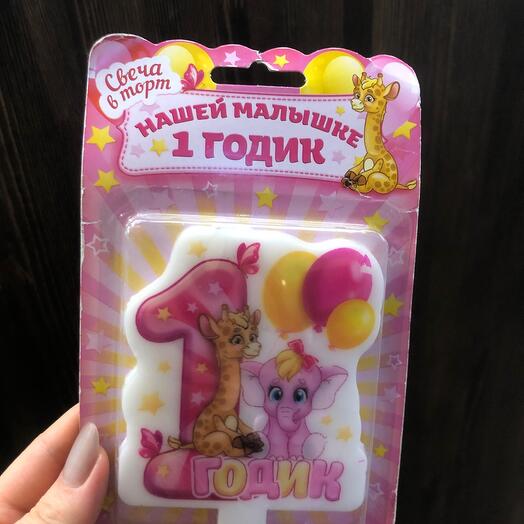 Свеча
в торт
НАШЕЙ МАЛЫШКЕ
1 ГОДИК
1
ГОДИК